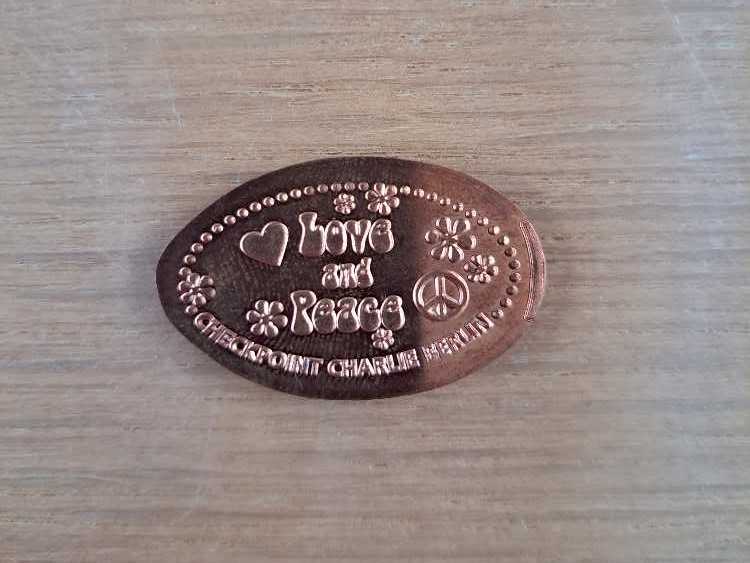 Love
and
Peace
CHECKPOINT CHARLIE BERLIN